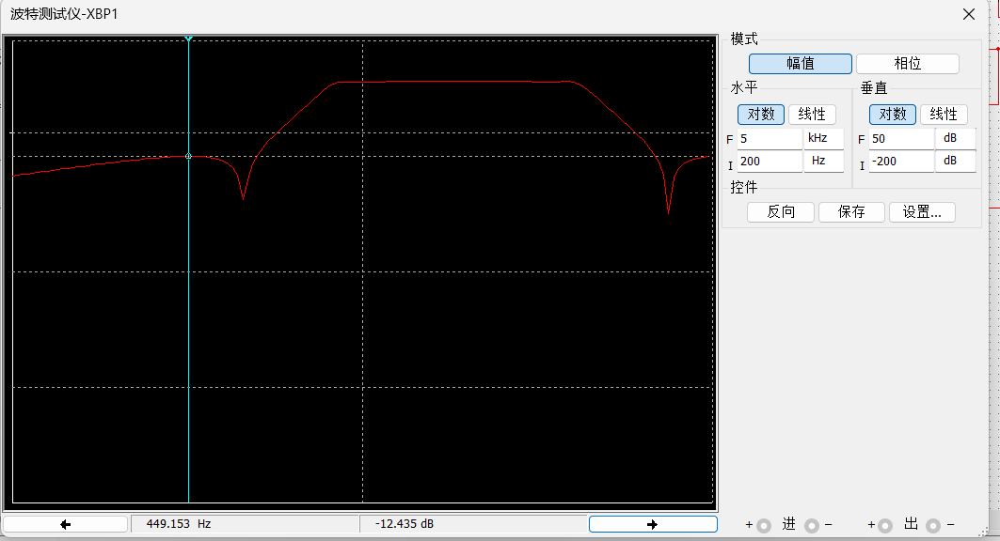 波特测试仪-XBP1
模式
幅值 相位
水平 垂直
对数 线性 对数 线性
F 5 kHz F 50 dB
I 200 Hz I -200 dB
控件
反向 保存 设置...
449.153 Hz -12.435 dB + 进 − + 出 −